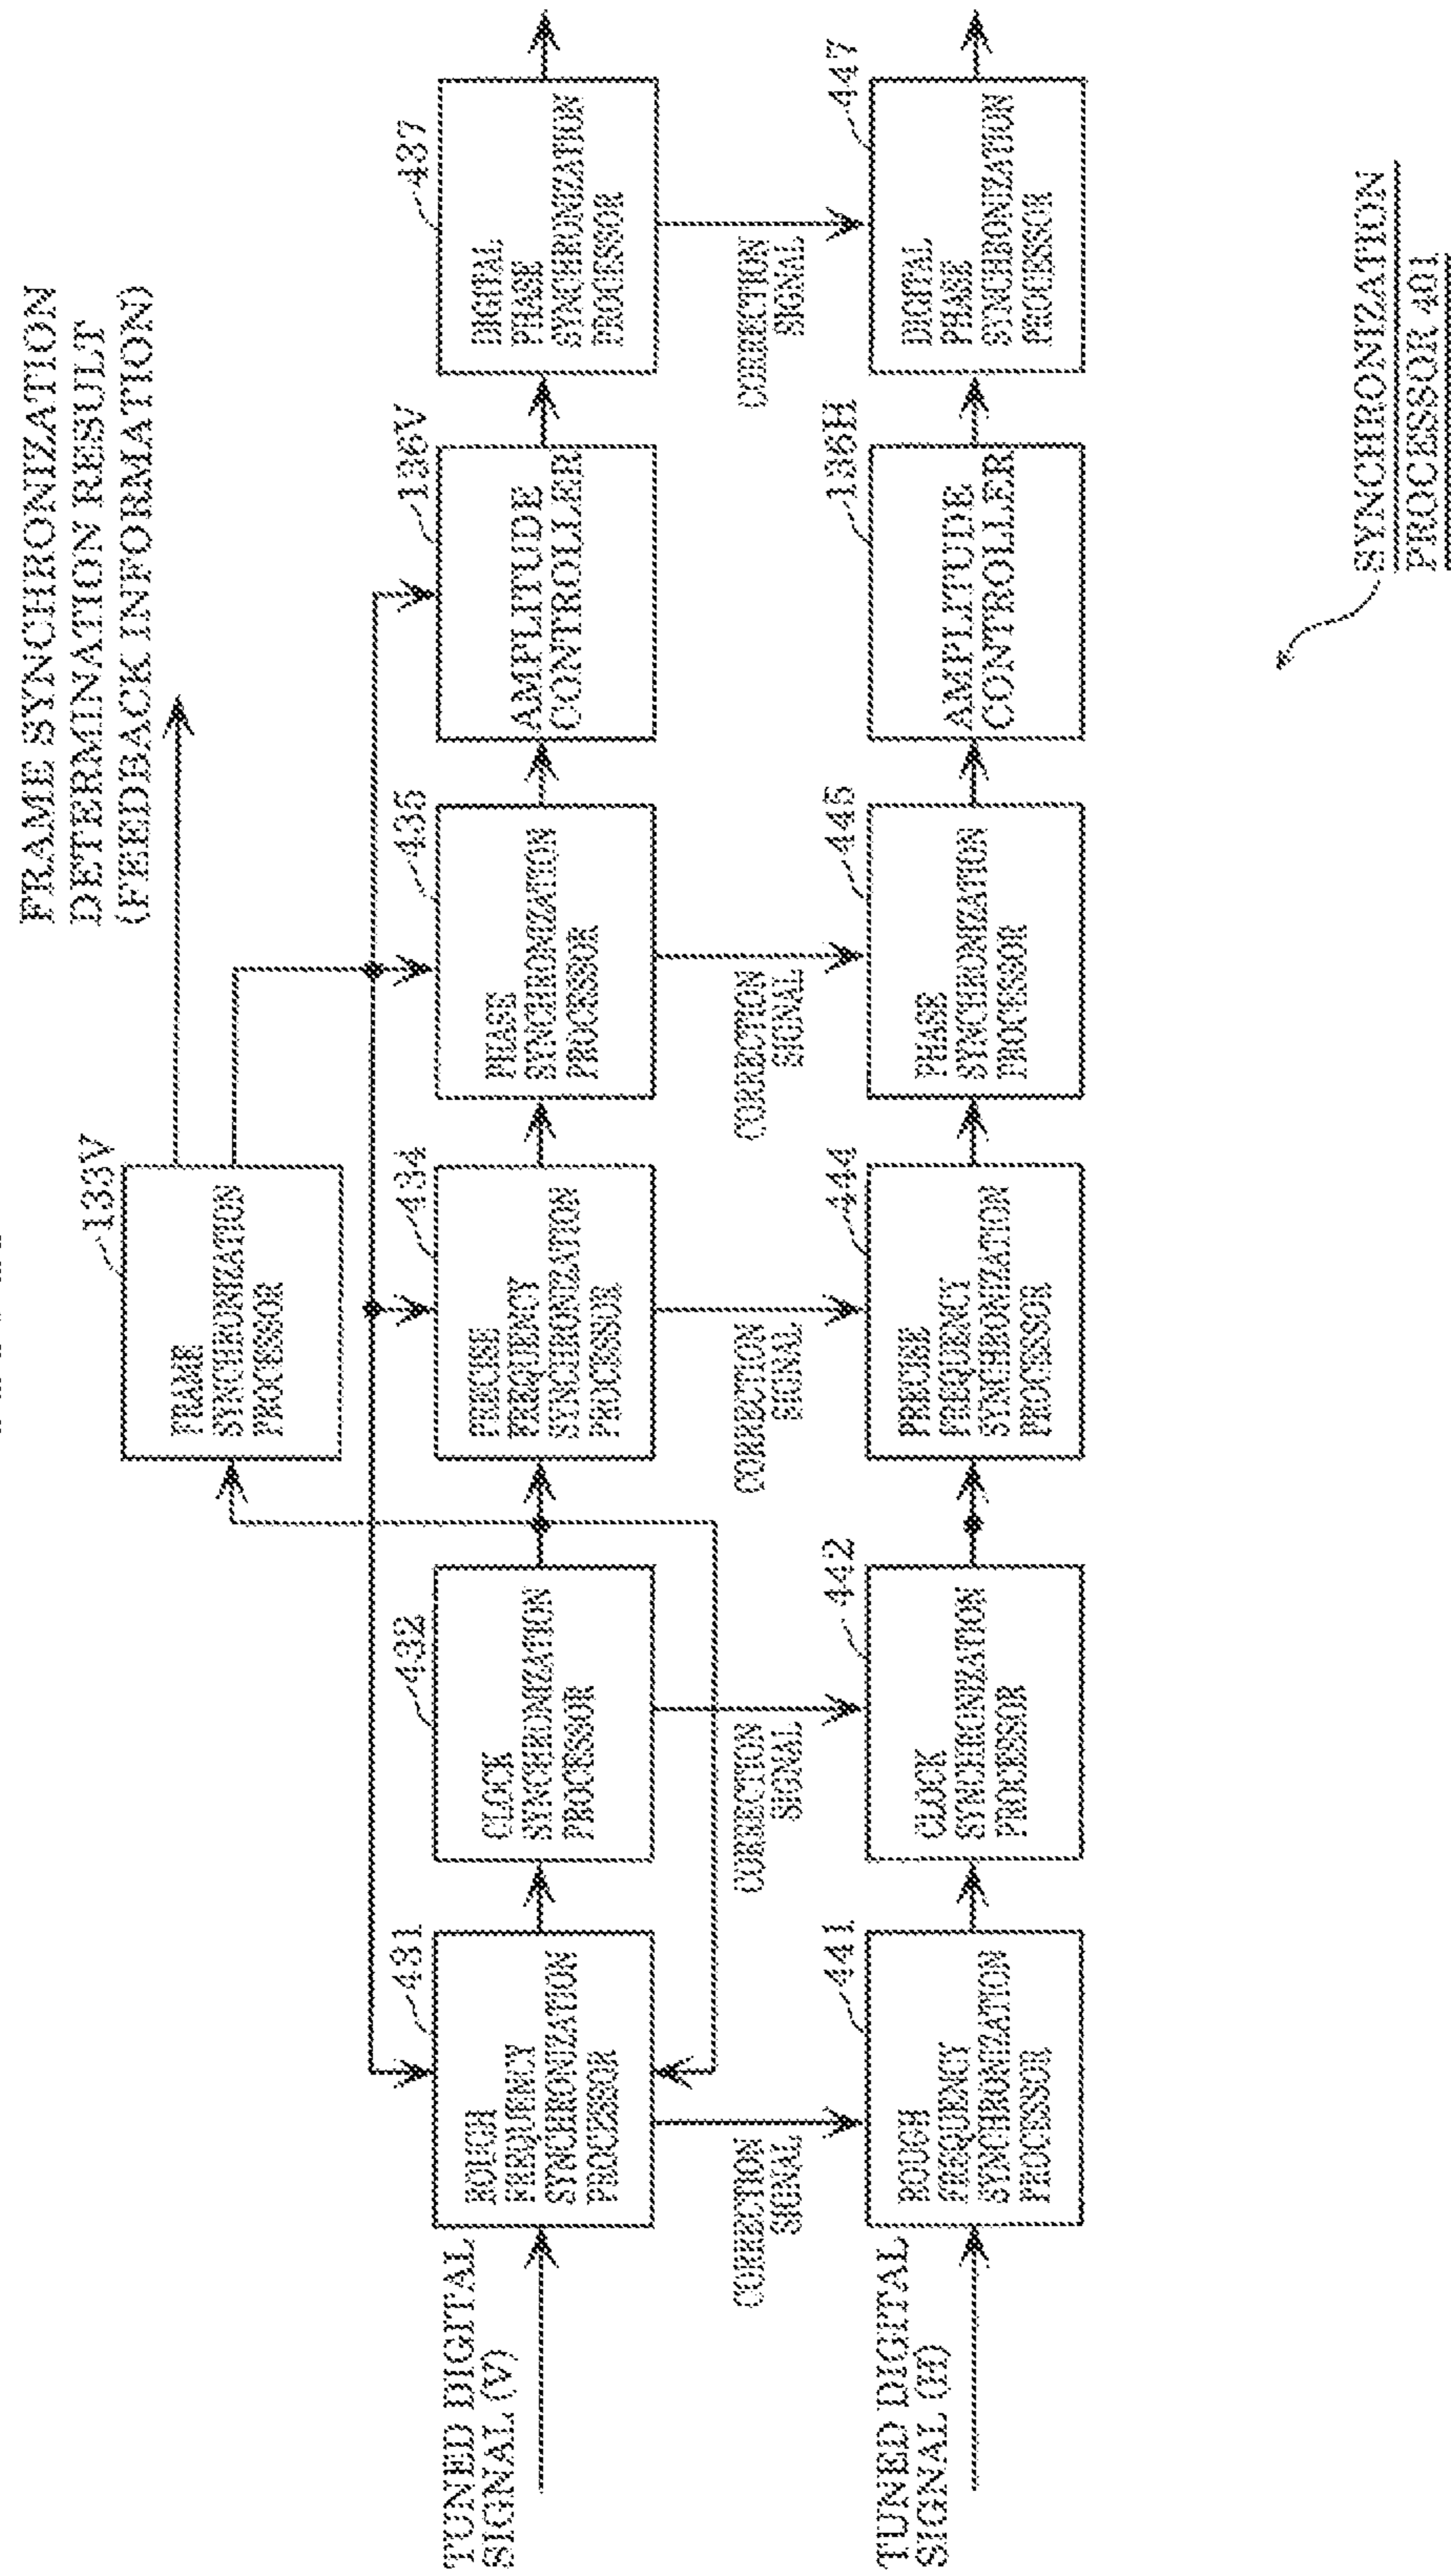 FRAME SYNCHRONIZATION
DETERMINATION RESULT
(FEEDBACK INFORMATION)
133V
FRAME
SYNCHRONIZATION
PROCESSOR
TUNED DIGITAL
SIGNAL (V)
431
ROUGH
FREQUENCY
SYNCHRONIZATION
PROCESSOR
432
CLOCK
SYNCHRONIZATION
PROCESSOR
434
PRECISE
FREQUENCY
SYNCHRONIZATION
PROCESSOR
435
PHASE
SYNCHRONIZATION
PROCESSOR
136V
AMPLITUDE
CONTROLLER
437
DIGITAL
PHASE
SYNCHRONIZATION
PROCESSOR
CORRECTION
SIGNAL
CORRECTION
SIGNAL
CORRECTION
SIGNAL
CORRECTION
SIGNAL
CORRECTION
SIGNAL
TUNED DIGITAL
SIGNAL (H)
441
ROUGH
FREQUENCY
SYNCHRONIZATION
PROCESSOR
442
CLOCK
SYNCHRONIZATION
PROCESSOR
444
PRECISE
FREQUENCY
SYNCHRONIZATION
PROCESSOR
445
PHASE
SYNCHRONIZATION
PROCESSOR
136H
AMPLITUDE
CONTROLLER
447
DIGITAL
PHASE
SYNCHRONIZATION
PROCESSOR
SYNCHRONIZATION
PROCESSOR 401